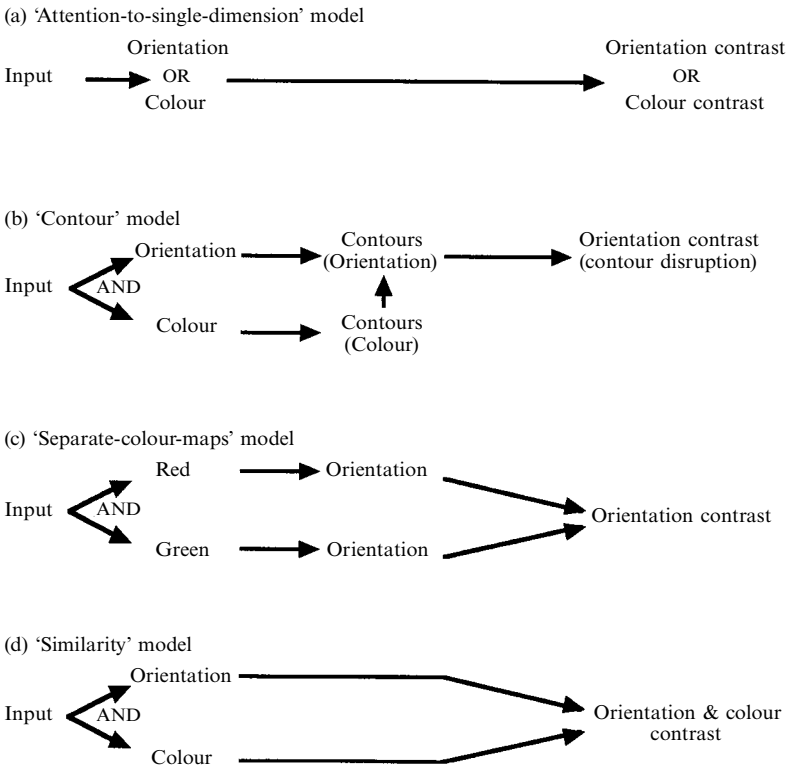 (a) ‘Attention-to-single-dimension’ model
Orientation
Orientation contrast
Input
OR
OR
Colour
Colour contrast
(b) ‘Contour’ model
Orientation
Contours
(Orientation)
Orientation contrast
(contour disruption)
Input
AND
Colour
Contours
(Colour)
(c) ‘Separate-colour-maps’ model
Red
Orientation
Input
AND
Orientation contrast
Green
Orientation
(d) ‘Similarity’ model
Orientation
Input
AND
Orientation & colour
contrast
Colour